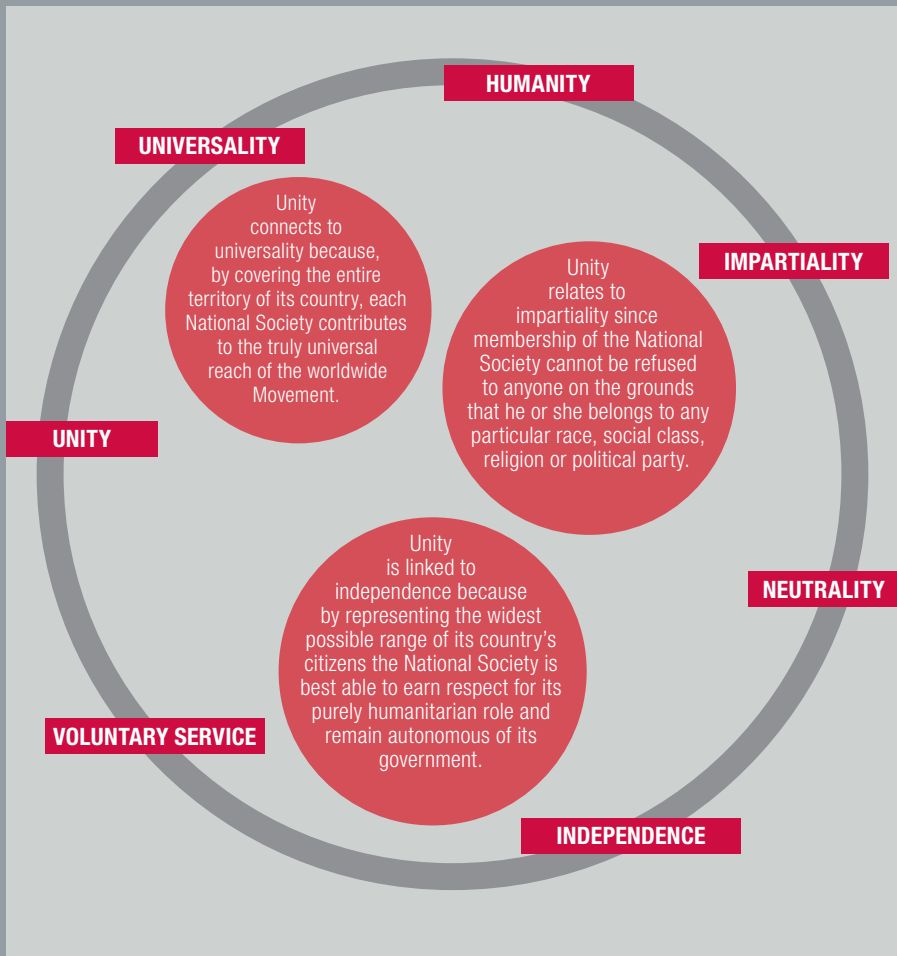 HUMANITY
UNIVERSALITY
Unity
connects to
universality because,
by covering the entire
territory of its country, each
National Society contributes
to the truly universal
reach of the worldwide
Movement.
IMPARTIALITY
Unity
relates to
impartiality since
membership of the National
Society cannot be refused
to anyone on the grounds
that he or she belongs to any
particular race, social class,
religion or political party.
UNITY
Unity
is linked to
independence because
by representing the widest
possible range of its country’s
citizens the National Society is
best able to earn respect for its
purely humanitarian role and
remain autonomous of its
government.
NEUTRALITY
VOLUNTARY SERVICE
INDEPENDENCE